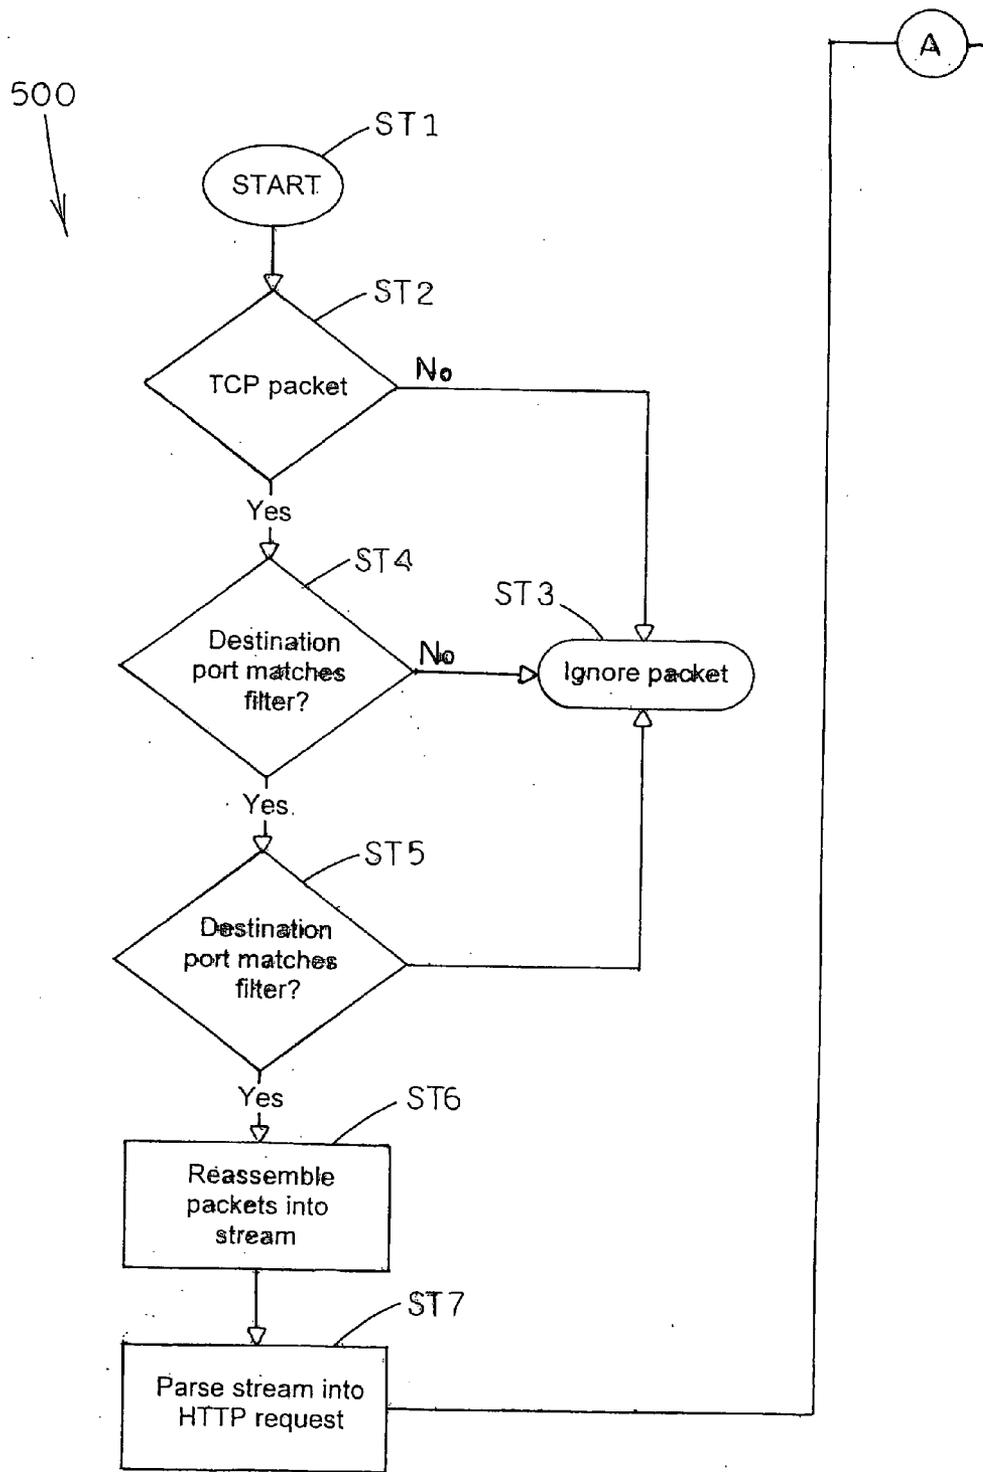 A
500
ST1
START
ST2
TCP packet
No
Yes
ST4
Destination
port matches
filter?
No
ST3
Ignore packet
Yes
ST5
Destination
port matches
filter?
Yes
ST6
Reassemble
packets into
stream
ST7
Parse stream into
HTTP request